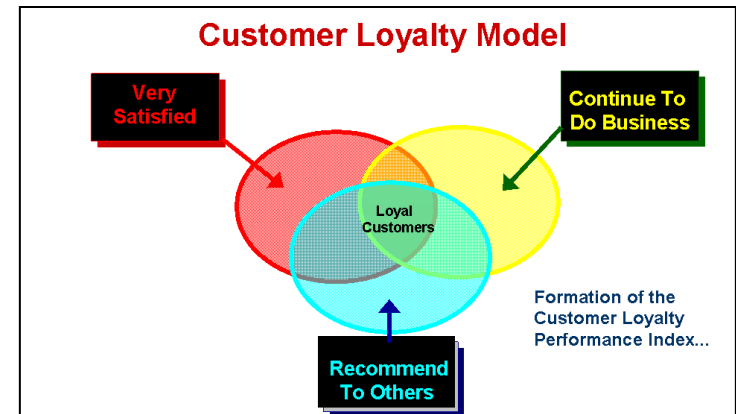 Customer Loyalty Model
Very
Satisfied
Continue To
Do Business
Loyal
Customers
Formation of the
Customer Loyalty
Performance Index...
Recommend
To Others